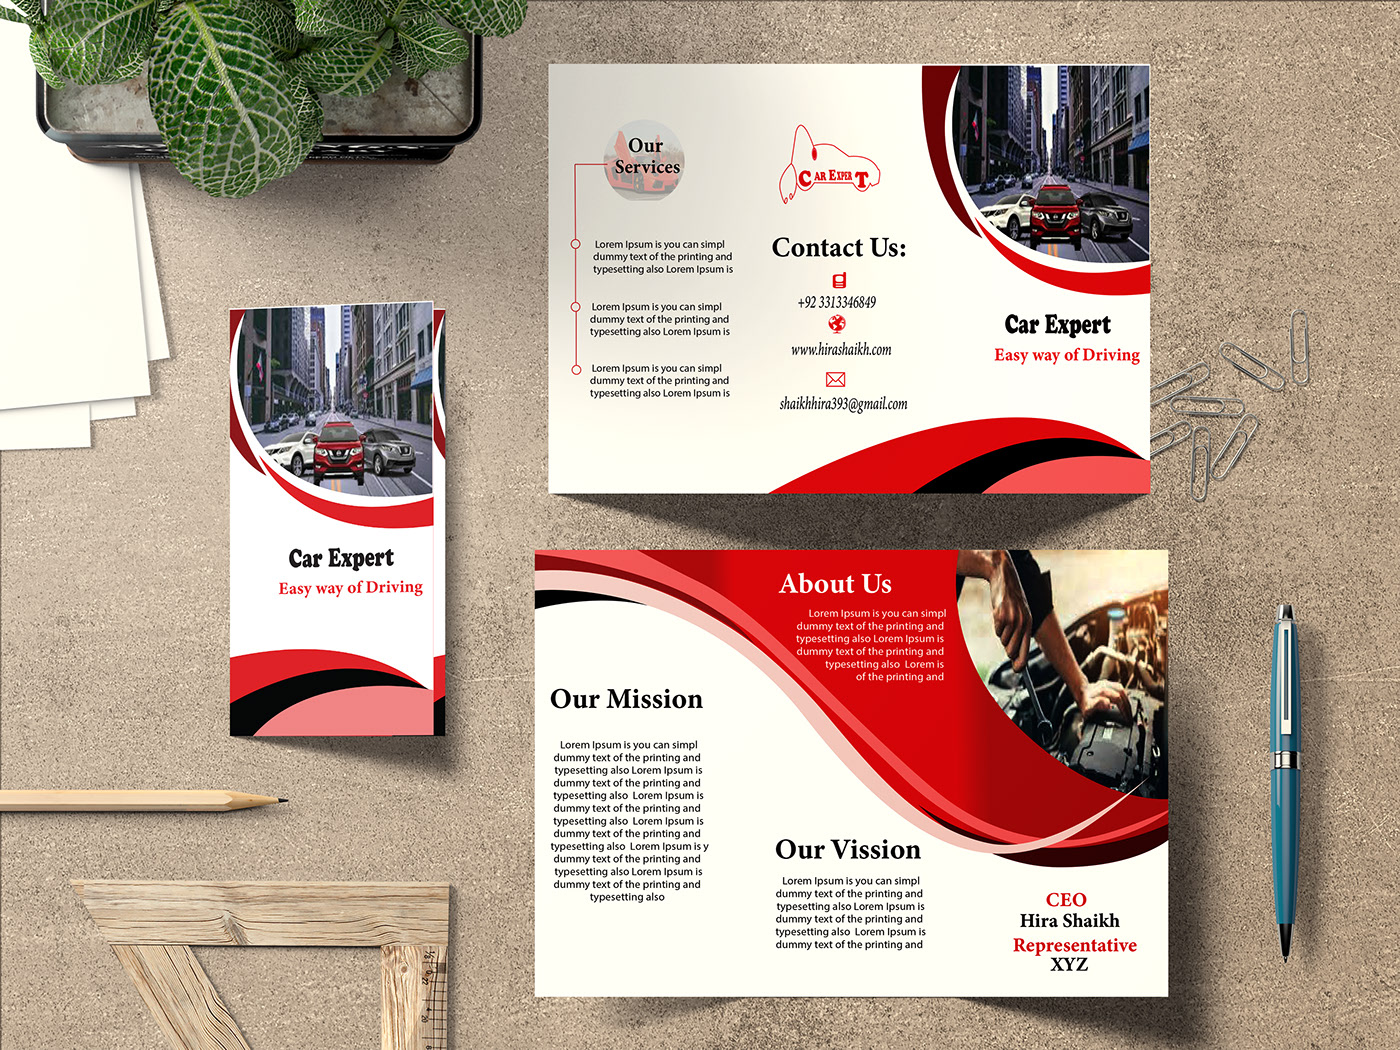 Our
Services
Lorem Ipsum is you can simpl
dummy text of the printing and
typesetting also Lorem Ipsum is
Lorem Ipsum is you can simpl
dummy text of the printing and
typesetting also Lorem Ipsum is
Lorem Ipsum is you can simpl
dummy text of the printing and
typesetting also Lorem Ipsum is
CAR EXPERT
Contact Us:
+92 3313346849
www.hirashaikh.com
shaikhhira393@gmail.com
Car Expert
Easy way of Driving
Car Expert
Easy way of Driving
About Us
Lorem Ipsum is you can simpl
dummy text of the printing and
typesetting also Lorem Ipsum is
typesetting also Lorem is
of the printing and
Our Mission
Lorem Ipsum is you can simpl
dummy text of the printing and
typesetting also Lorem Ipsum is
dummy text of the printing and
typesetting also Lorem Ipsum is
dummy text of the printing and
typesetting also Lorem Ipsum is
dummy text of the printing and
typesetting also Lorem Ipsum is y
dummy text of the printing and
typesetting also Lorem Ipsum is
dummy text of the printing and
typesetting also
Our Vission
Lorem Ipsum is you can simpl
dummy text of the printing and
typesetting also Lorem Ipsum is
dummy text of the printing and
typesetting also Lorem Ipsum is
dummy text of the printing and
CEO
Hira Shaikh
Representative
XYZ